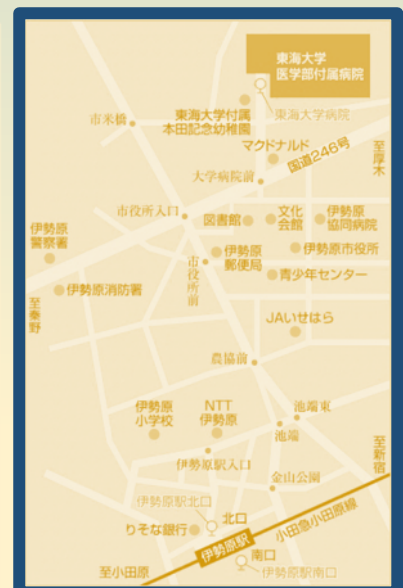 東海大学
医学部付属病院
東海大学付属
本田記念幼稚園
東海大学病院
市米橋
マクドナルド
国道246号
至厚木
大学病院前
市役所入口
図書館
文化
会館
伊勢原
協同病院
伊勢原
警察署
市役所前
伊勢原
郵便局
伊勢原市役所
青少年センター
伊勢原消防署
至秦野
JAいせはら
農協前
伊勢原
小学校
NTT
伊勢原
池端東
池端
伊勢原駅入口
至新宿
金山公園
伊勢原駅北口
北口
りそな銀行
小田急小田原線
伊勢原駅
南口
至小田原
伊勢原駅南口